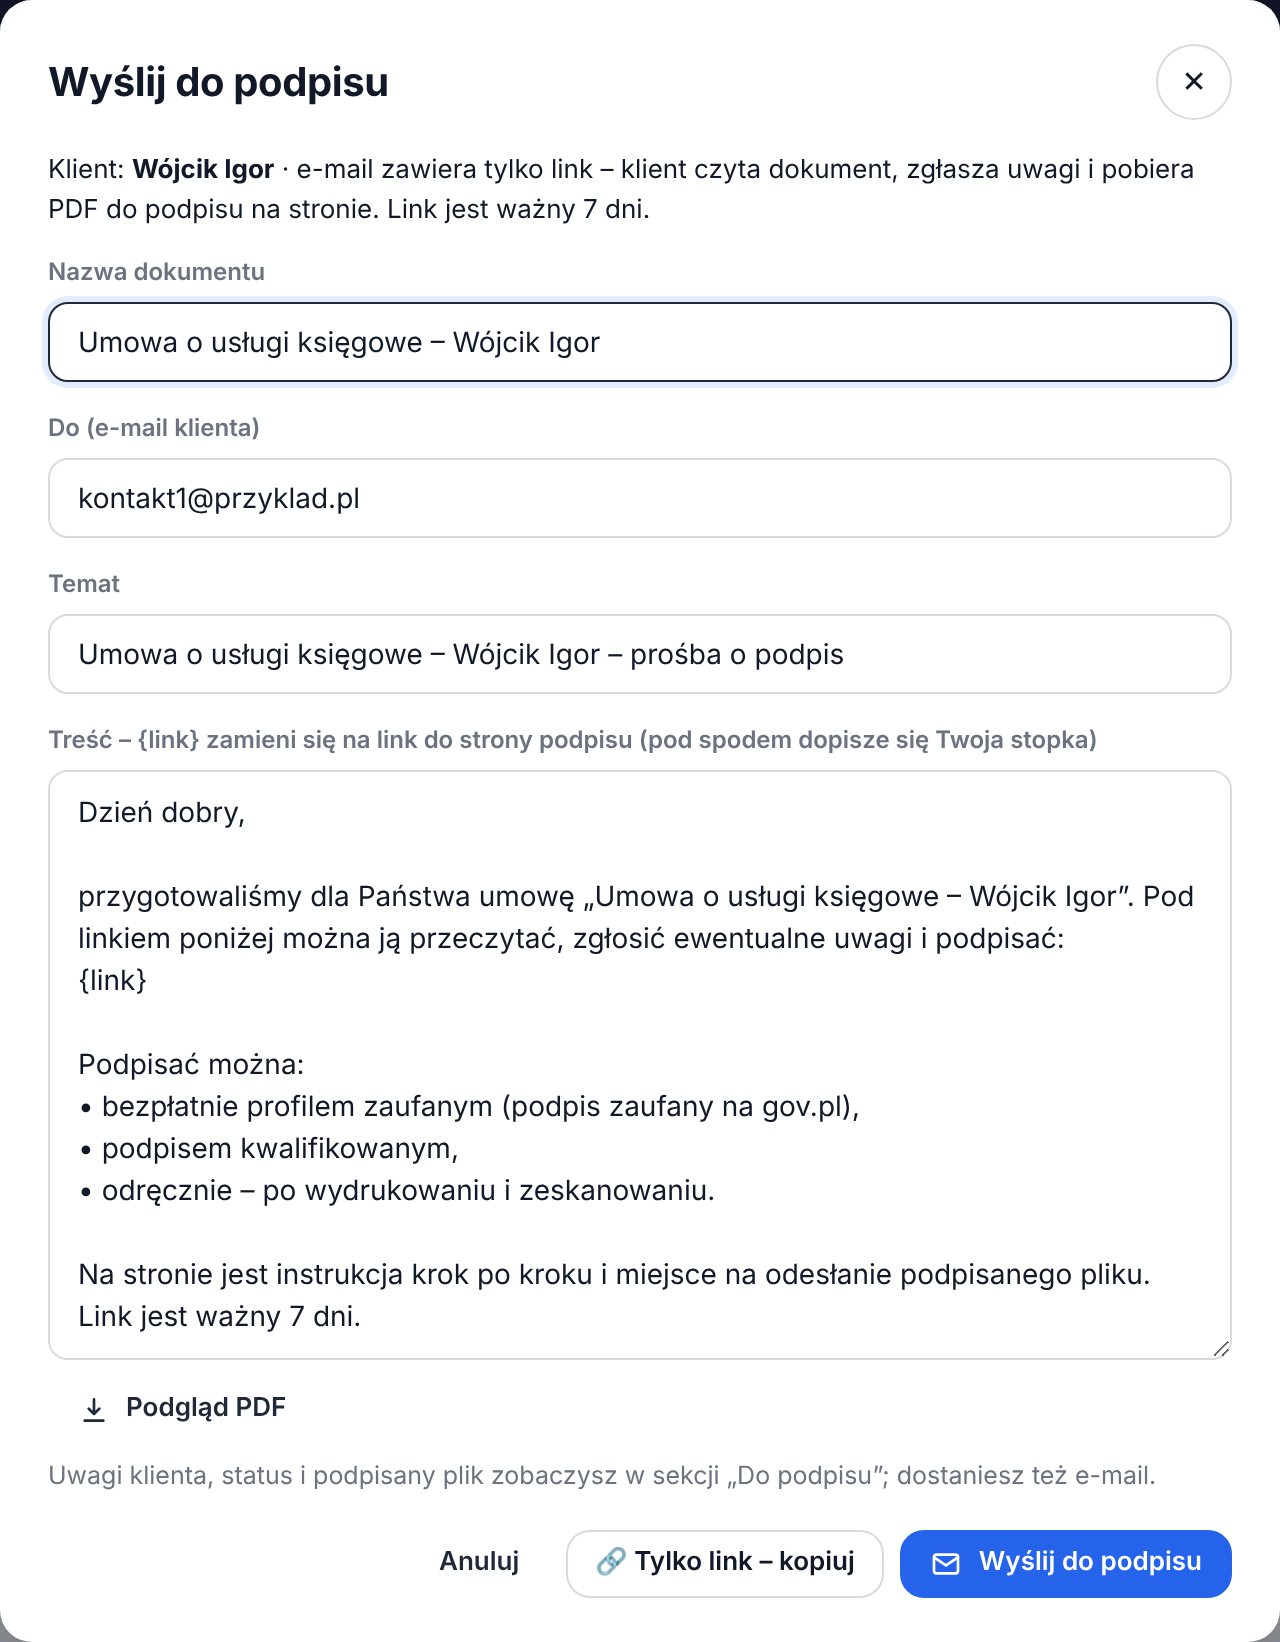 Wyślij do podpisu
Klient: Wójcik Igor · e-mail zawiera tylko link – klient czyta dokument, zgłasza uwagi i pobiera
PDF do podpisu na stronie. Link jest ważny 7 dni.
Nazwa dokumentu
Umowa o usługi księgowe – Wójcik Igor
Do (e-mail klienta)
kontakt1@przyklad.pl
Temat
Umowa o usługi księgowe – Wójcik Igor – prośba o podpis
Treść – {link} zamieni się na link do strony podpisu (pod spodem dopisze się Twoja stopka)
Dzień dobry,
przygotowaliśmy dla Państwa umowę „Umowa o usługi księgowe – Wójcik Igor”. Pod
linkiem poniżej można ją przeczytać, zgłosić ewentualne uwagi i podpisać:
{link}
Podpisać można:
• bezpłatnie profilem zaufanym (podpis zaufany na gov.pl),
• podpisem kwalifikowanym,
• odręcznie – po wydrukowaniu i zeskanowaniu.
Na stronie jest instrukcja krok po kroku i miejsce na odesłanie podpisanego pliku.
Link jest ważny 7 dni.
Podgląd PDF
Uwagi klienta, status i podpisany plik zobaczysz w sekcji „Do podpisu”; dostaniesz też e-mail.
Anuluj
🔗 Tylko link – kopiuj
Wyślij do podpisu